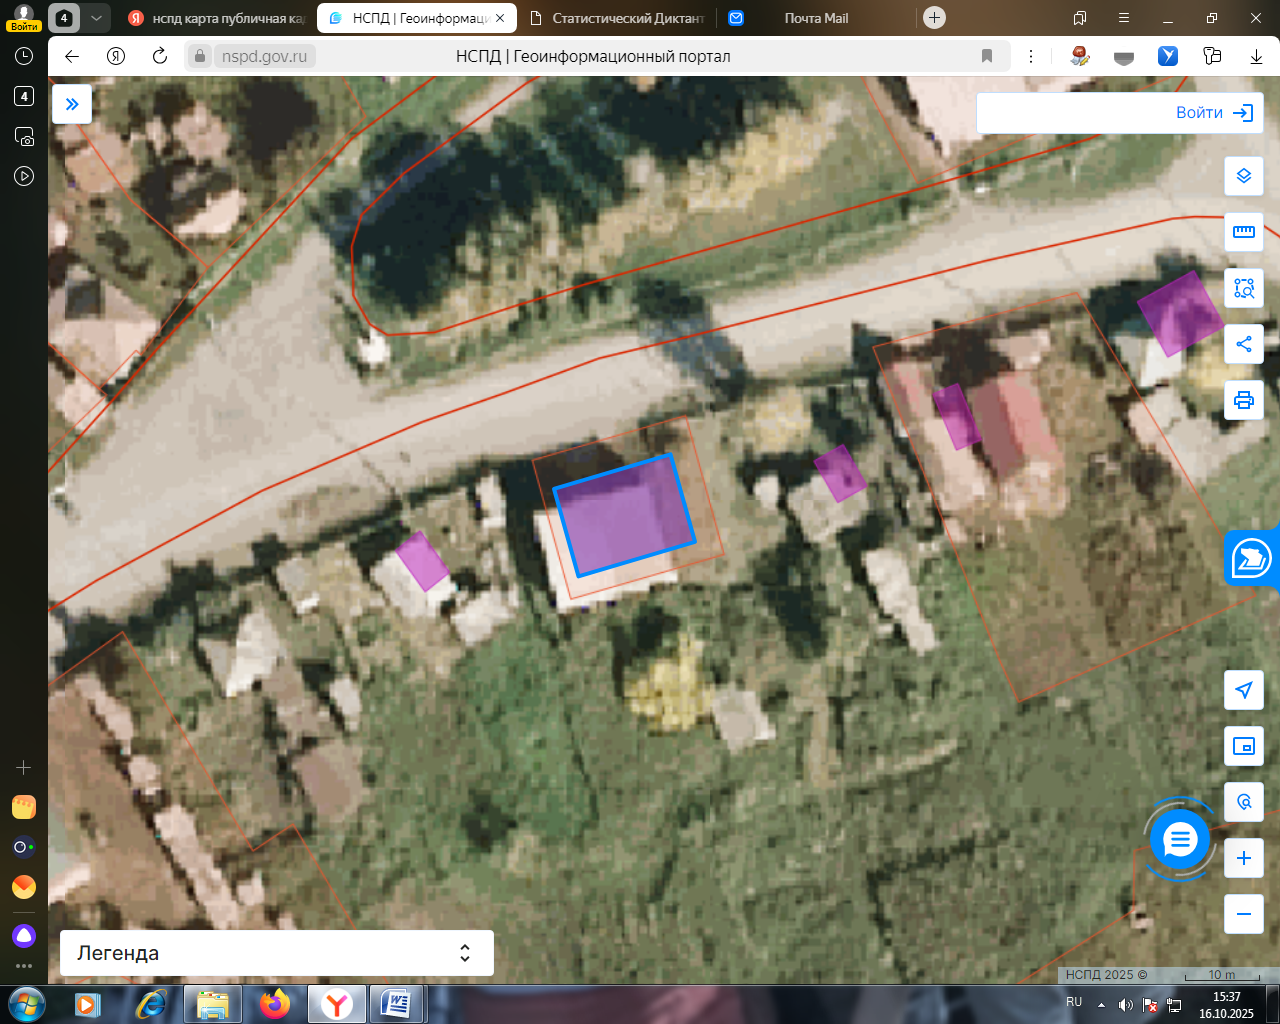 4
нспд карта публичная ка
НСПД | Геоинформаци
Статистический Диктант
Почта Mail
Войти
nspd.gov.ru
НСПД | Геоинформационный портал
4
Войти
Легенда
НСПД 2025 ©
10 m
RU
15:37
16.10.2025